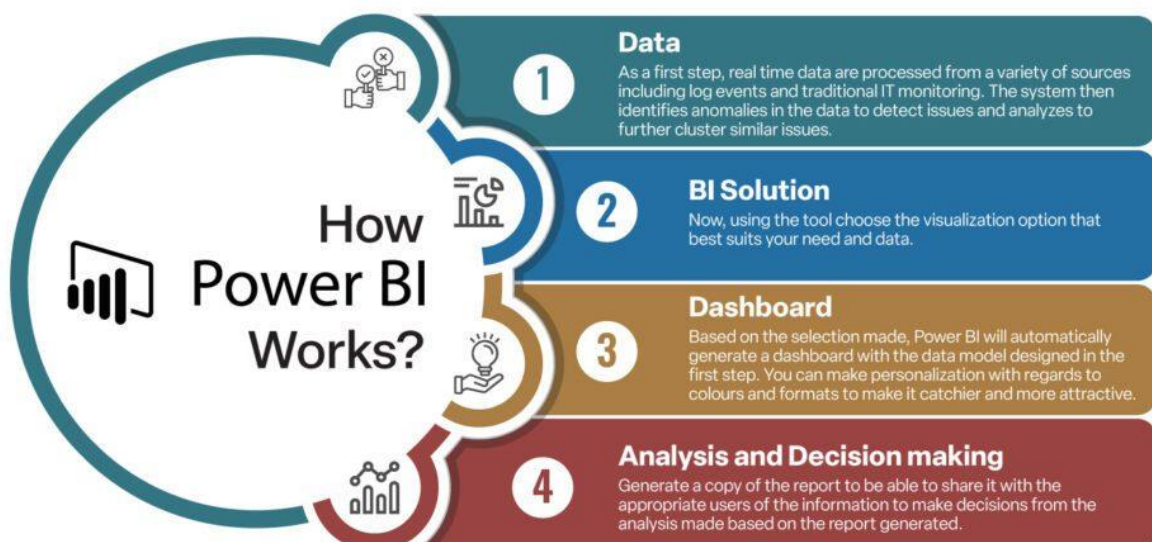 How
Power BI
Works?
1
Data
As a first step, real time data are processed from a variety of sources
including log events and traditional IT monitoring. The system then
identifies anomalies in the data to detect issues and analyzes to
further cluster similar issues.
2
BI Solution
Now, using the tool choose the visualization option that
best suits your need and data.
3
Dashboard
Based on the selection made, Power BI will automatically
generate a dashboard with the data model designed in the
first step. You can make personalization with regards to
colours and formats to make it catchier and more attractive.
4
Analysis and Decision making
Generate a copy of the report to be able to share it with the
appropriate users of the information to make decisions from the
analysis made based on the report generated.